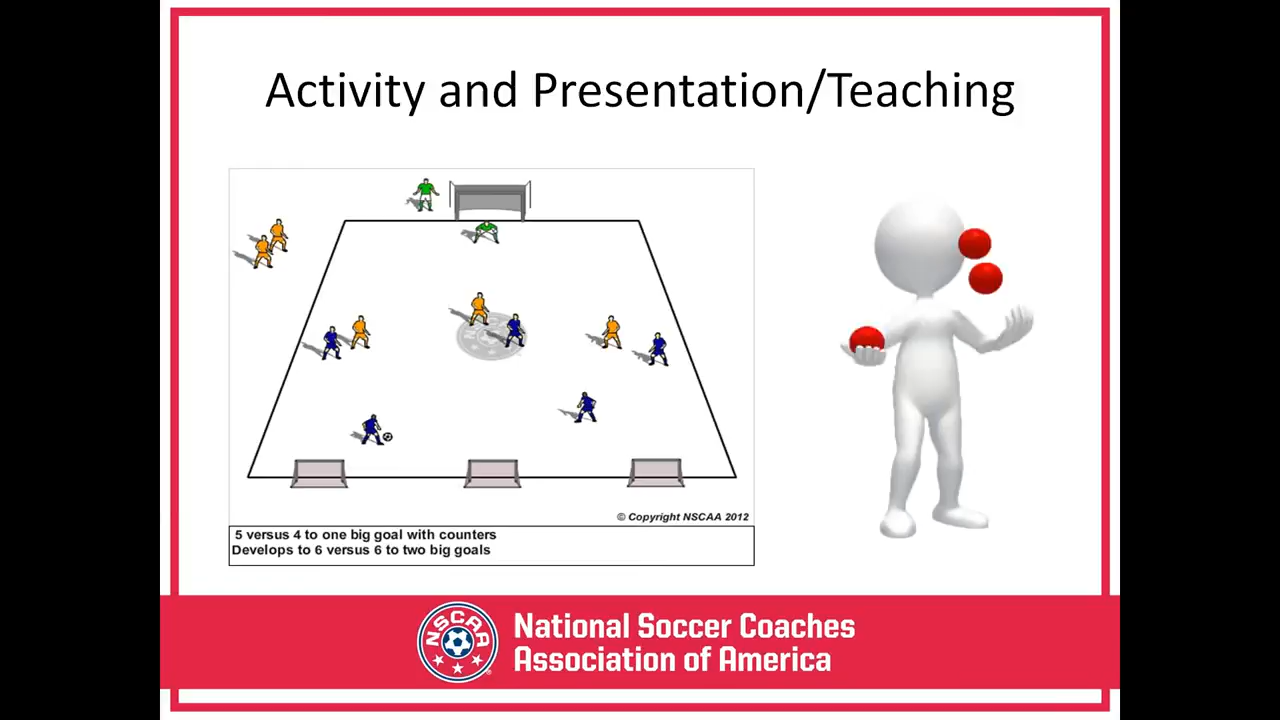 Activity and Presentation/Teaching
© Copyright NSCAA 2012
5 versus 4 to one big goal with counters
Develops to 6 versus 6 to two big goals
NSCAA
National Soccer Coaches
Association of America